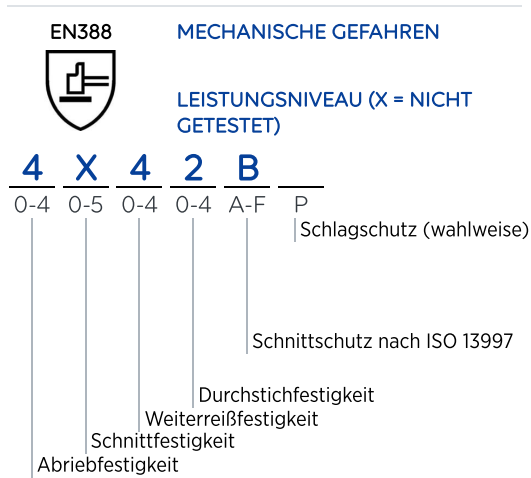 EN388
MECHANISCHE GEFAHREN
LEISTUNGSNIVEAU (X = NICHT
GETESTET)
4 X 4 2 B
0-4 0-5 0-4 0-4 A-F P
Schlagschutz (wahlweise)
Schnittschutz nach ISO 13997
Durchstichfestigkeit
Weiterreißfestigkeit
Schnittfestigkeit
Abriebfestigkeit